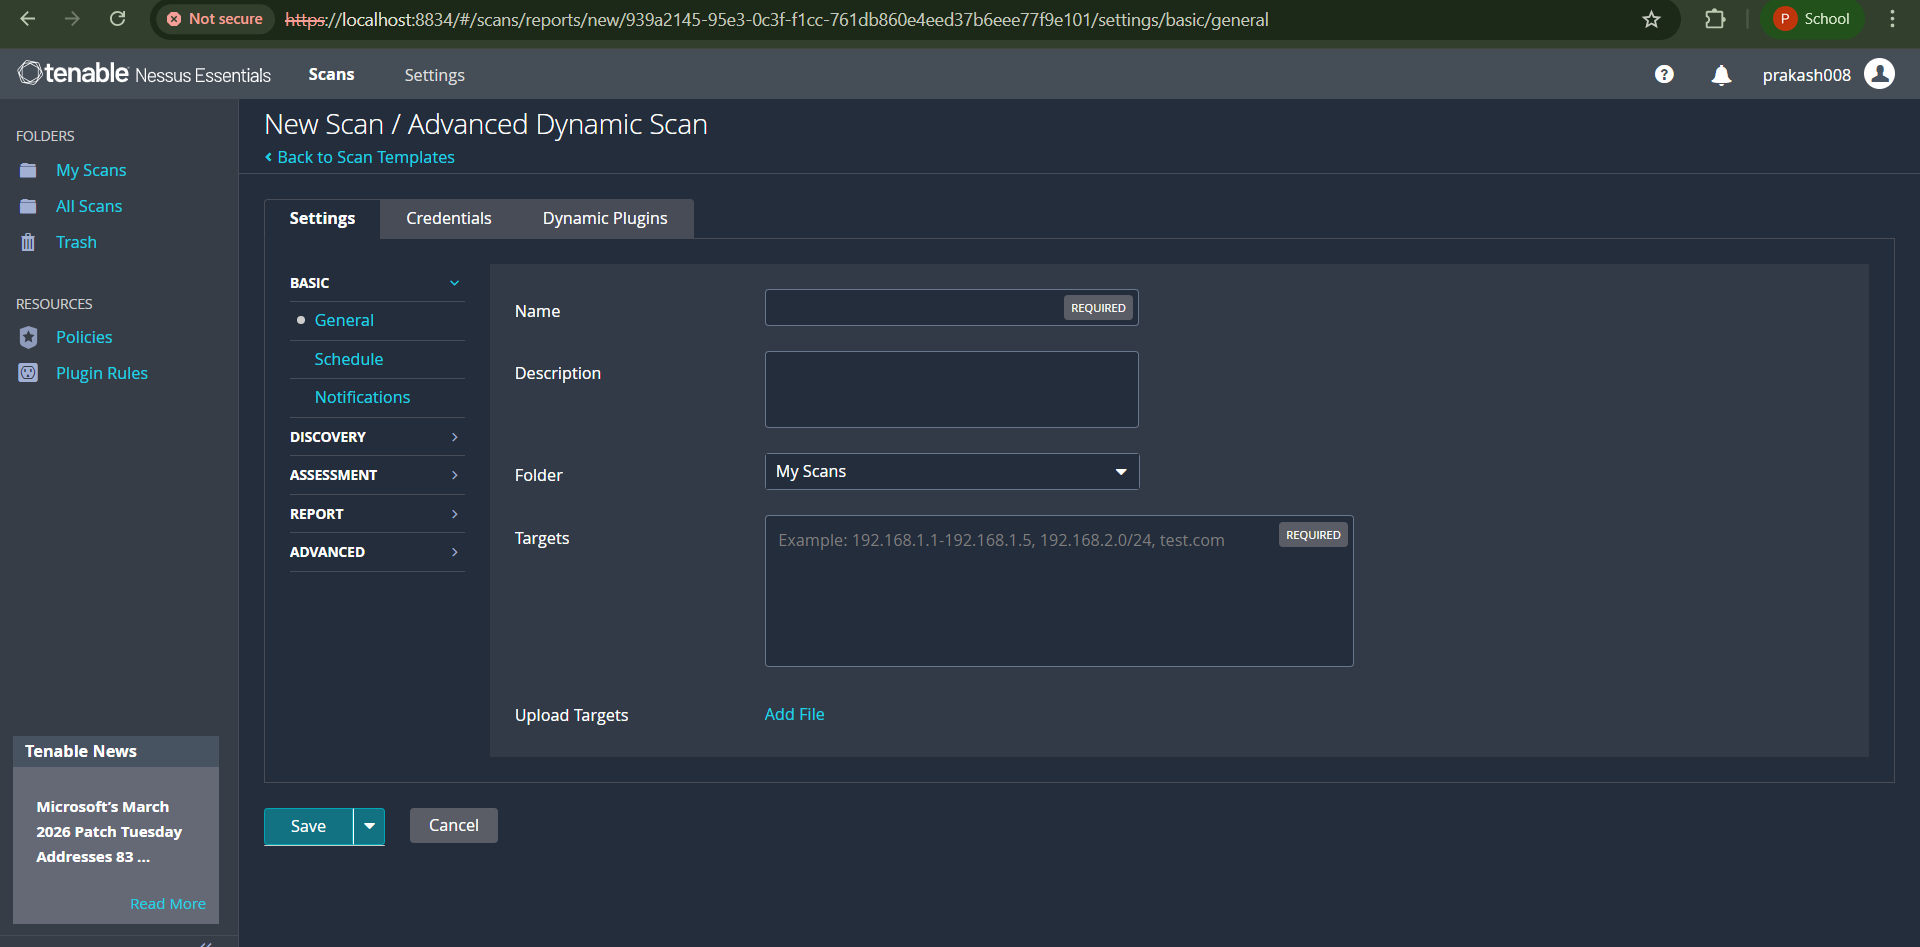 Not secure
https://localhost:8834/#/scans/reports/new/939a2145-95e3-0c3f-f1cc-761db860e4eed37b6eee77f9e101/settings/basic/general
P School
tenable Nessus Essentials
Scans
Settings
?
prakash008
FOLDERS
My Scans
All Scans
Trash
RESOURCES
Policies
Plugin Rules
Tenable News
Microsoft’s March
2026 Patch Tuesday
Addresses 83 ...
Read More
New Scan / Advanced Dynamic Scan
Back to Scan Templates
Settings
Credentials
Dynamic Plugins
BASIC
General
Schedule
Notifications
DISCOVERY
ASSESSMENT
REPORT
ADVANCED
Name
REQUIRED
Description
Folder
My Scans
Targets
Example: 192.168.1.1-192.168.1.5, 192.168.2.0/24, test.com
REQUIRED
Upload Targets
Add File
Save
Cancel